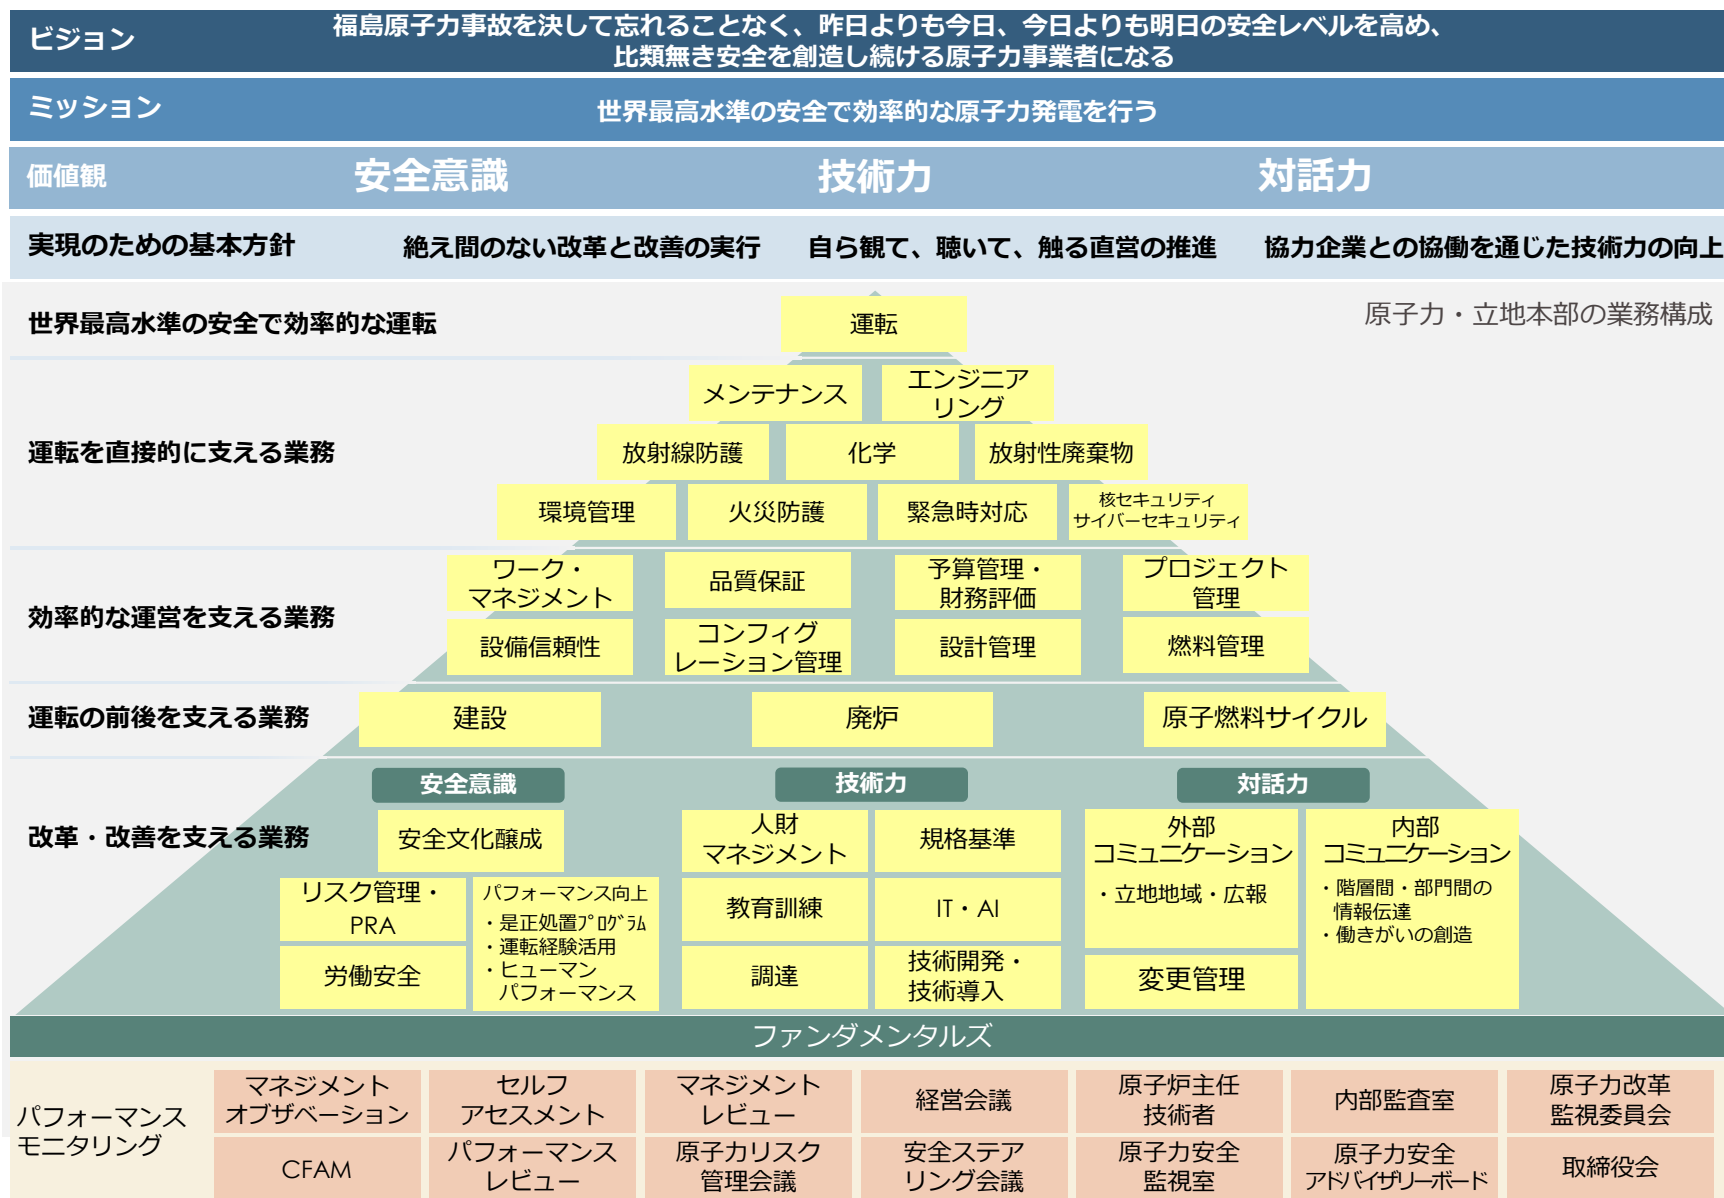 ビジョン
福島原子力事故を決して忘れることなく、昨日よりも今日、今日よりも明日の安全レベルを高め、
比類無き安全を創造し続ける原子力事業者になる
ミッション
世界最高水準の安全で効率的な原子力発電を行う
価値観
安全意識
技術力
対話力
実現のための基本方針
絶え間のない改革と改善の実行
自ら観て、聴いて、触る直営の推進
協力企業との協働を通じた技術力の向上
原子力・立地本部の業務構成
世界最高水準の安全で効率的な運転
運転
運転を直接的に支える業務
メンテナンス
エンジニア
リング
放射線防護
化学
放射性廃棄物
環境管理
火災防護
緊急時対応
核セキュリティ
サイバーセキュリティ
効率的な運営を支える業務
ワーク・
マネジメント
品質保証
予算管理・
財務評価
プロジェクト
管理
設備信頼性
コンフィグ
レーション管理
設計管理
燃料管理
運転の前後を支える業務
建設
廃炉
原子燃料サイクル
改革・改善を支える業務
安全意識
安全文化醸成
リスク管理・
PRA
労働安全
パフォーマンス向上
・是正処置ﾌﾟﾛｸﾞﾗﾑ
・運転経験活用
・ヒューマン
パフォーマンス
技術力
人財
マネジメント
規格基準
教育訓練
IT・AI
調達
技術開発・
技術導入
対話力
外部
コミュニケーション
・立地地域・広報
変更管理
内部
コミュニケーション
・階層間・部門間の
情報伝達
・働きがいの創造
ファンダメンタルズ
パフォーマンス
モニタリング
マネジメント
オブザベーション
セルフ
アセスメント
マネジメント
レビュー
経営会議
原子炉主任
技術者
内部監査室
原子力改革
監視委員会
CFAM
パフォーマンス
レビュー
原子力リスク
管理会議
安全ステア
リング会議
原子力安全
監視室
原子力安全
アドバイザリーボード
取締役会